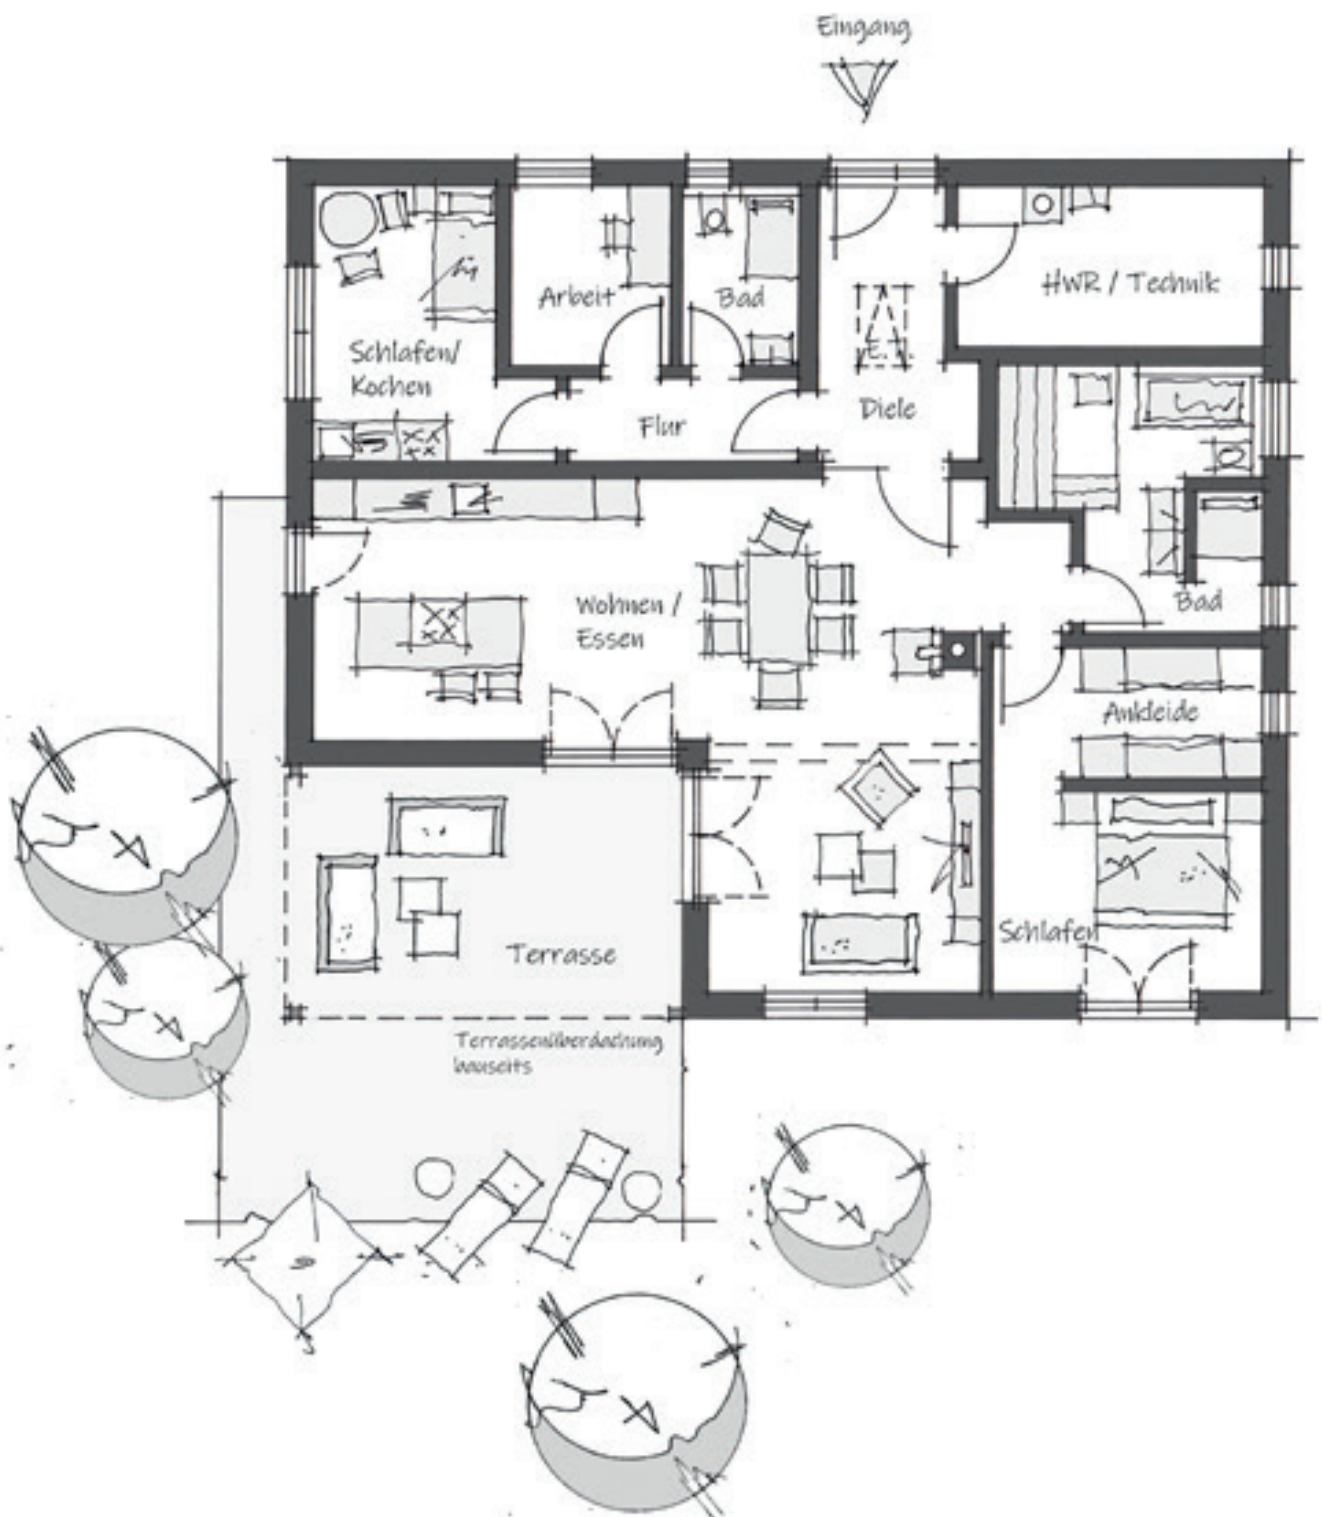 Eingang
HWR / Technik
Arbeit
Bad
Schlafen/
Kochen
E.T.
Diele
Flur
Wohnen /
Essen
Bad
Ankleide
Schlafen
Terrasse
Terrassenüberdachung
bauseits